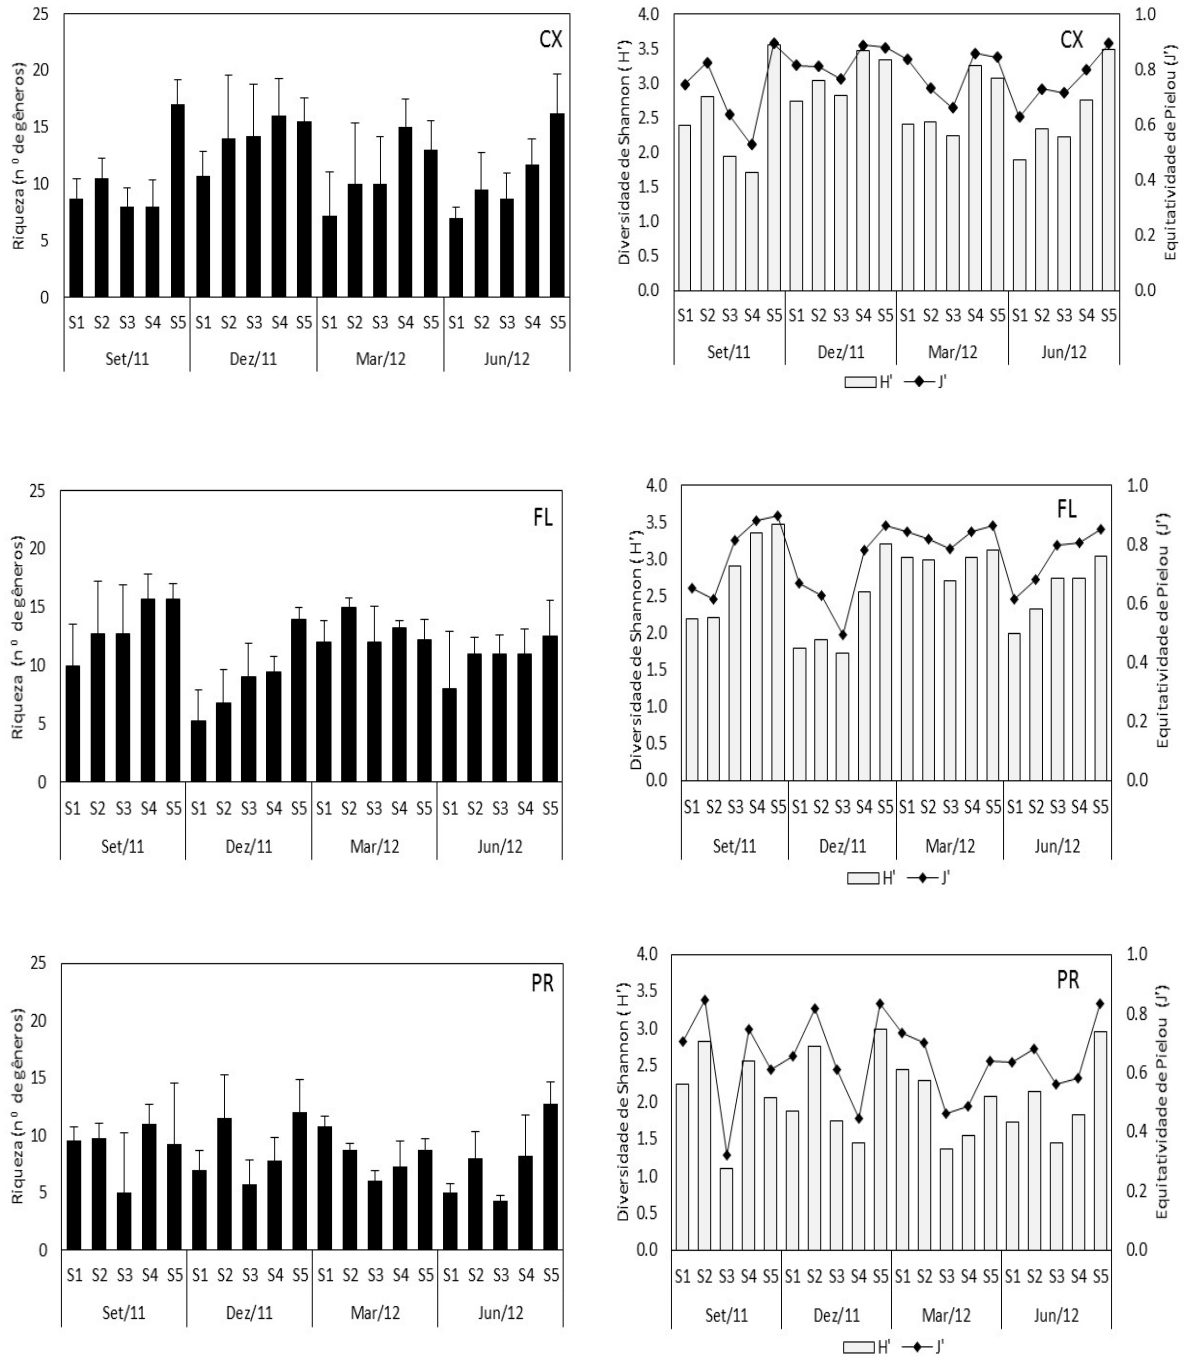 25
20
15
10
5
0
Riqueza (n º de gêneros)
CX
S1 S2 S3 S4 S5 S1 S2 S3 S4 S5 S1 S2 S3 S4 S5 S1 S2 S3 S4 S5
Set/11 Dez/11 Mar/12 Jun/12
4.0
3.5
3.0
2.5
2.0
1.5
1.0
0.5
0.0
Diversidade de Shannon ( H')
CX
1.0
0.8
0.6
0.4
0.2
0.0
Equitatividade de Pielou (J')
S1 S2 S3 S4 S5 S1 S2 S3 S4 S5 S1 S2 S3 S4 S5 S1 S2 S3 S4 S5
Set/11 Dez/11 Mar/12 Jun/12
H' J'
25
20
15
10
5
0
Riqueza (n º de gêneros)
FL
S1 S2 S3 S4 S5 S1 S2 S3 S4 S5 S1 S2 S3 S4 S5 S1 S2 S3 S4 S5
Set/11 Dez/11 Mar/12 Jun/12
4.0
3.5
3.0
2.5
2.0
1.5
1.0
0.5
0.0
Diversidade de Shannon ( H')
FL
1.0
0.8
0.6
0.4
0.2
0.0
Equitatividade de Pielou (J')
S1 S2 S3 S4 S5 S1 S2 S3 S4 S5 S1 S2 S3 S4 S5 S1 S2 S3 S4 S5
Set/11 Dez/11 Mar/12 Jun/12
H' J'
25
20
15
10
5
0
Riqueza (n º de gêneros)
PR
S1 S2 S3 S4 S5 S1 S2 S3 S4 S5 S1 S2 S3 S4 S5 S1 S2 S3 S4 S5
Set/11 Dez/11 Mar/12 Jun/12
4.0
3.5
3.0
2.5
2.0
1.5
1.0
0.5
0.0
Diversidade de Shannon ( H')
PR
1.0
0.8
0.6
0.4
0.2
0.0
Equitatividade de Pielou (J')
S1 S2 S3 S4 S5 S1 S2 S3 S4 S5 S1 S2 S3 S4 S5 S1 S2 S3 S4 S5
Set/11 Dez/11 Mar/12 Jun/12
H' J'